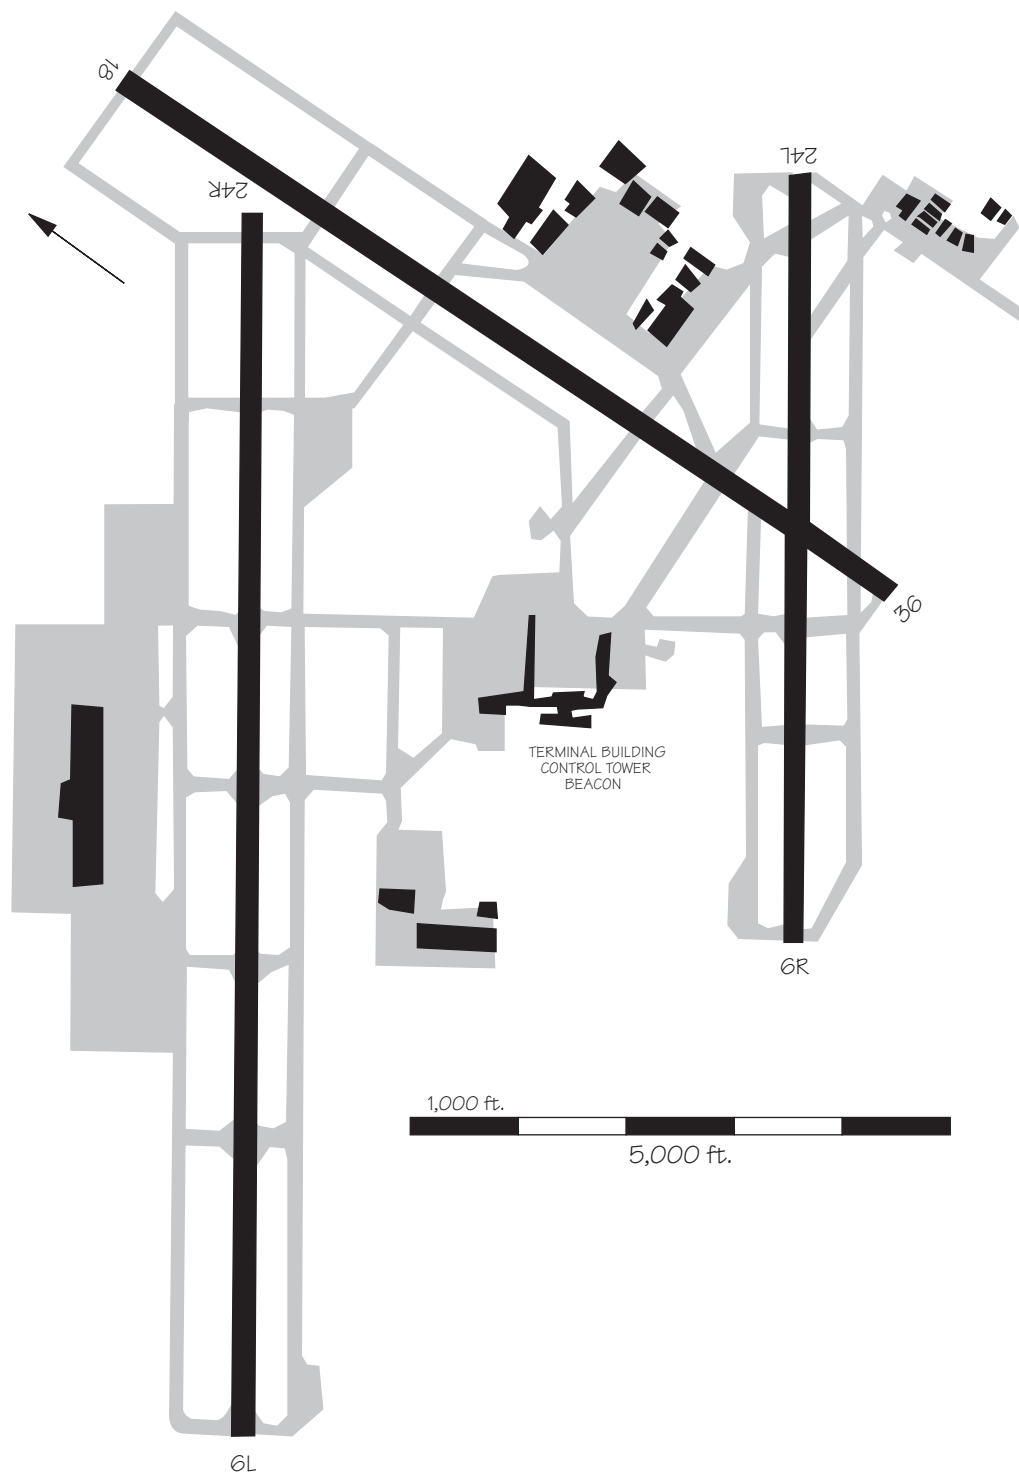 18
24R
24L
36
TERMINAL BUILDING
CONTROL TOWER
BEACON
6R
1,000 ft.
5,000 ft.
6L